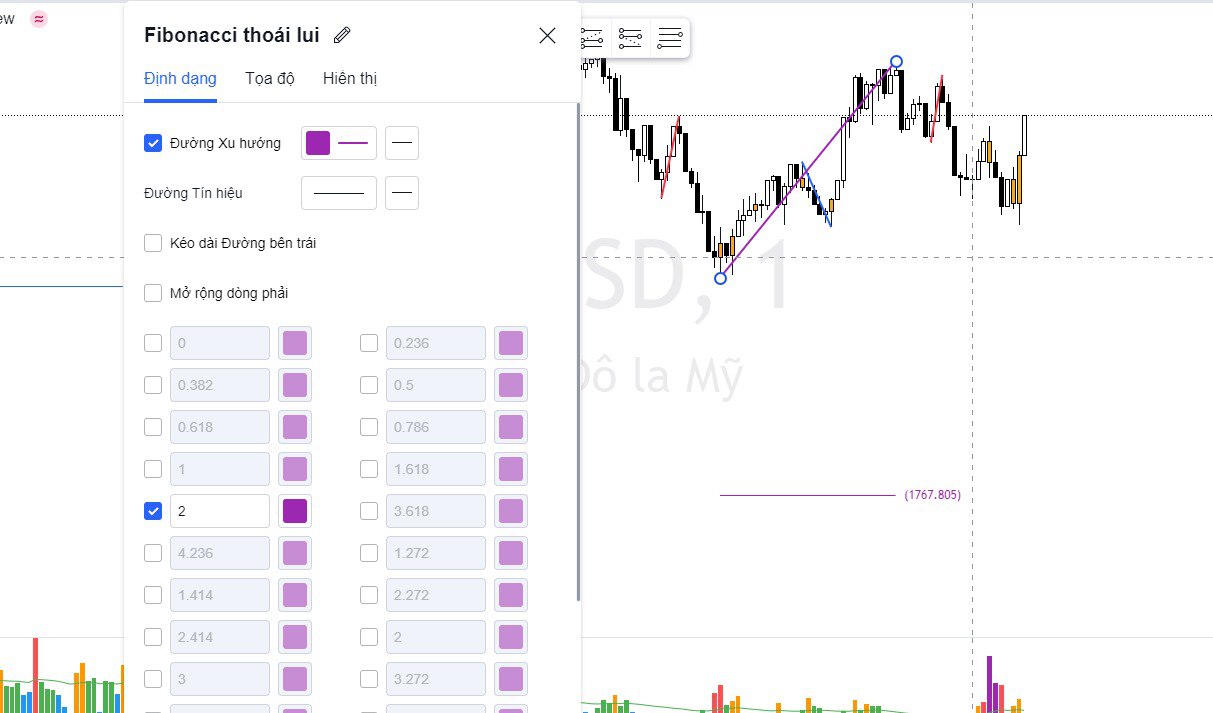 ew
Fibonacci thoái lui
Định dạng Tọa độ Hiển thị
Đường Xu hướng
Đường Tín hiệu
Kéo dài Đường bên trái
Mở rộng dòng phải
0 0.236
0.382 0.5
0.618 0.786
1 1.618
2 3.618
4.236 1.272
1.414 2.272
2.414 2
3 3.272
SD, 1
Đô la Mỹ
(1767.805)